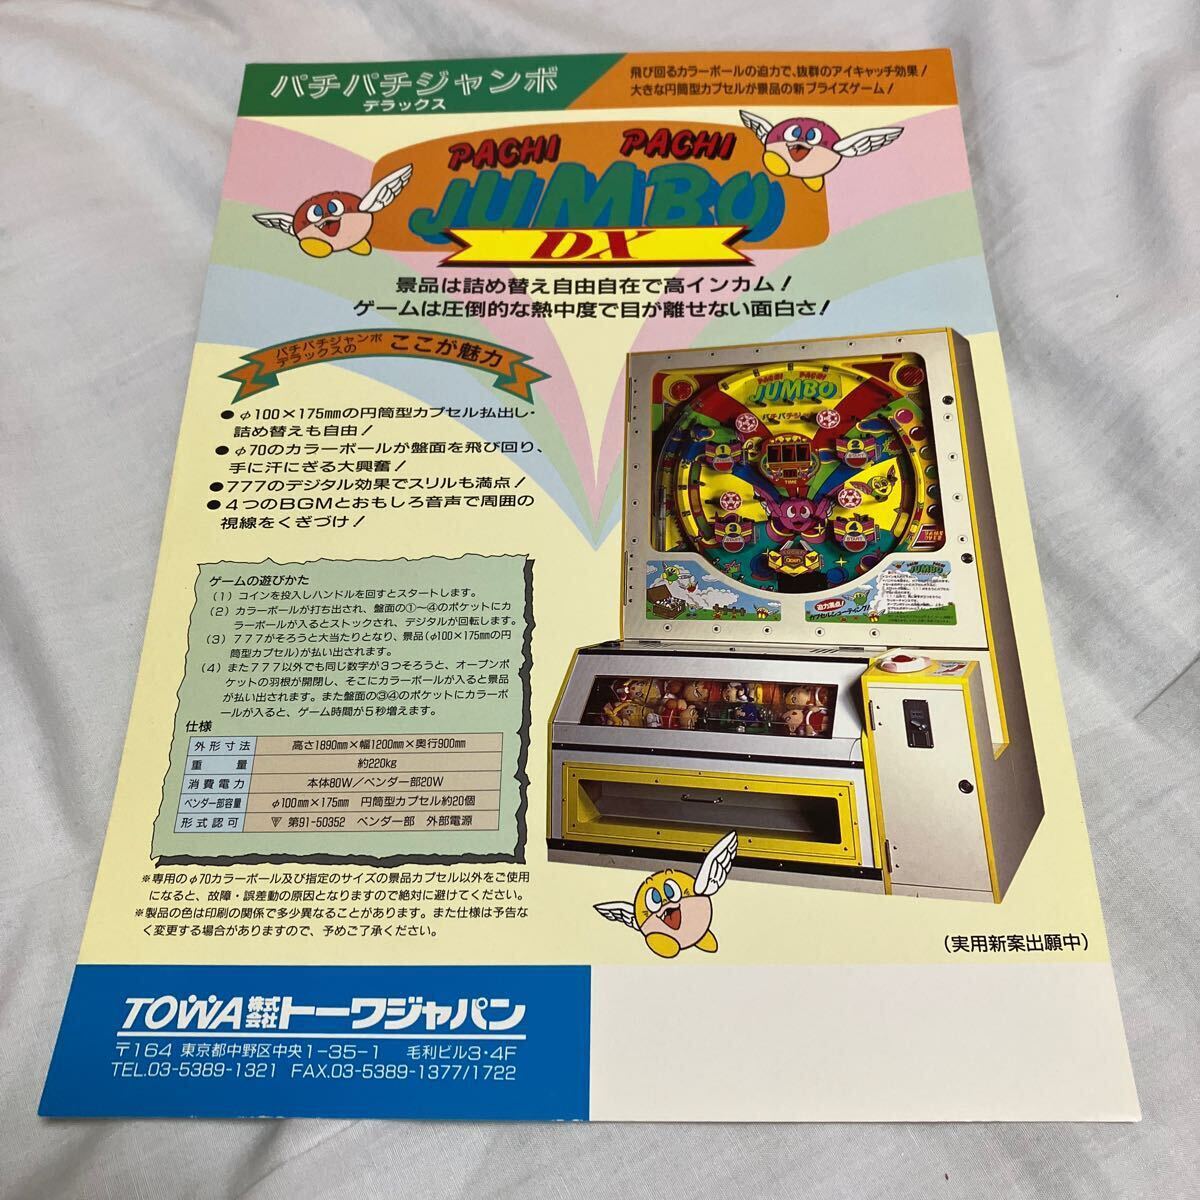 パチパチジャンボ
デラックス
飛び回るカラーボールの迫力で、抜群のアイキャッチ効果!
大きな円筒型カプセルが景品の新プライズゲーム!
PACHI PACHI
JUMBO
DX
景品は詰め替え自由自在で高インカム!
ゲームは圧倒的な熱中度で目が離せない面白さ!
パチパチジャンボ
デラックスの
ここが魅力
●φ100×175mmの円筒型カプセル払出し・
詰め替えも自由!
●φ70のカラーボールが盤面を飛び回り、
手に汗にぎる大興奮!
●777のデジタル効果でスリルも満点!
●4つのBGMとおもしろ音声で周囲の
視線をくぎづけ!
ゲームの遊びかた
(1) コインを投入しハンドルを回すとスタートします。
(2) カラーボールが打ち出され、盤面の①〜④のポケットにカ
ラーボールが入るとストックされ、デジタルが回転します。
(3) 777がそろうと大当たりとなり、景品(φ100×175mmの円
筒型カプセル)が払い出されます。
(4) また777以外でも同じ数字が3つそろうと、オープンポ
ケットの羽根が開閉し、そこにカラーボールが入ると景品
が払い出されます。また盤面の③④のポケットにカラーボ
ールが入ると、ゲーム時間が5秒増えます。
仕様
外形寸法 高さ1890mm×幅1200mm×奥行900mm
重量 約220kg
消費電力 本体80W/ベンダー部20W
ベンダー部容量 φ100mm×175mm 円筒型カプセル約20個
形式認可 第91-50352 ベンダー部 外部電源
※専用のφ70カラーボール及び指定のサイズの景品カプセル以外をご使用
になると、故障・誤差動の原因となりますので絶対に避けてください。
※製品の色は印刷の関係で多少異なることがあります。また仕様は予告な
く変更する場合がありますので、予めご了承ください。
PACHI PACHI
JUMBO
パチパチジャンボ
TIME
1
2
3
4
START
JUMBO
迫力満点!
カプセルシューティング!
(実用新案出願中)
TOWA 株式会社トーワジャパン
〒164 東京都中野区中央1-35-1 毛利ビル3・4F
TEL.03-5389-1321 FAX.03-5389-1377/1722